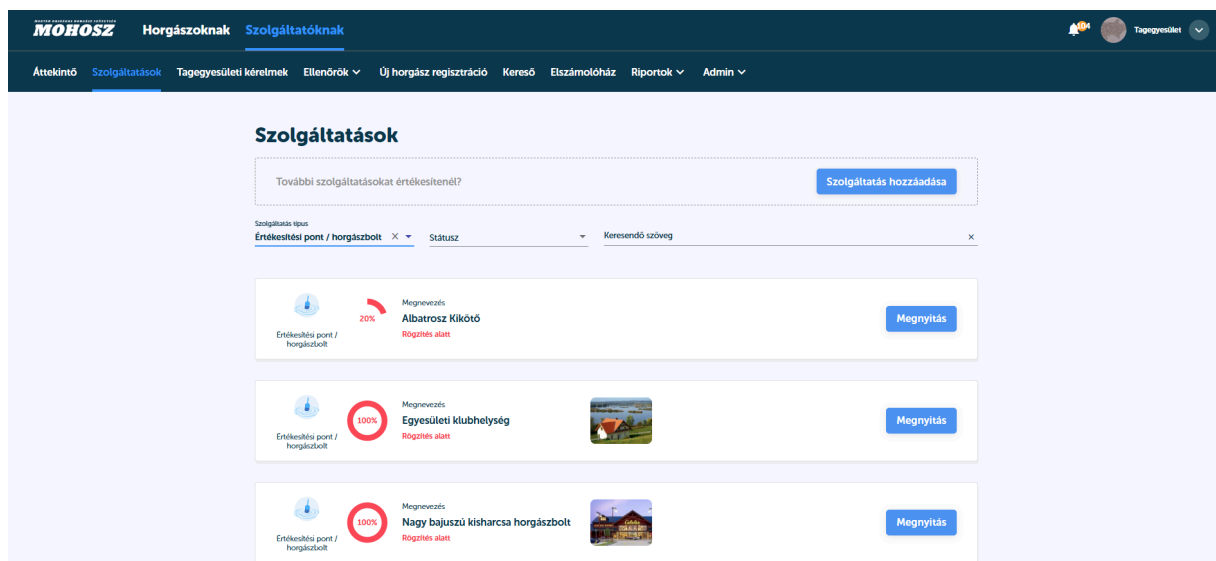 MOHOSZ Horgászoknak Szolgáltatóknak 104 Tagegyesület
Áttekintő Szolgáltatások Tagegyesületi kérelmek Ellenőrök Új horgász regisztráció Kereső Elszámolóház Riportok Admin
Szolgáltatások
További szolgáltatásokat értékesítenél? Szolgáltatás hozzáadása
Szolgáltatás típus
Értékesítési pont / horgászbolt Státusz Keresendő szöveg
Megnevezés
20% Albatrosz Kikötő Megnyitás
Értékesítési pont / horgászbolt
Rögzítés alatt
Megnevezés
100% Egyesületi klubhelység Megnyitás
Értékesítési pont / horgászbolt
Rögzítés alatt
Megnevezés
100% Nagy bajuszú kisharcsa horgászbolt Megnyitás
Értékesítési pont / horgászbolt
Rögzítés alatt